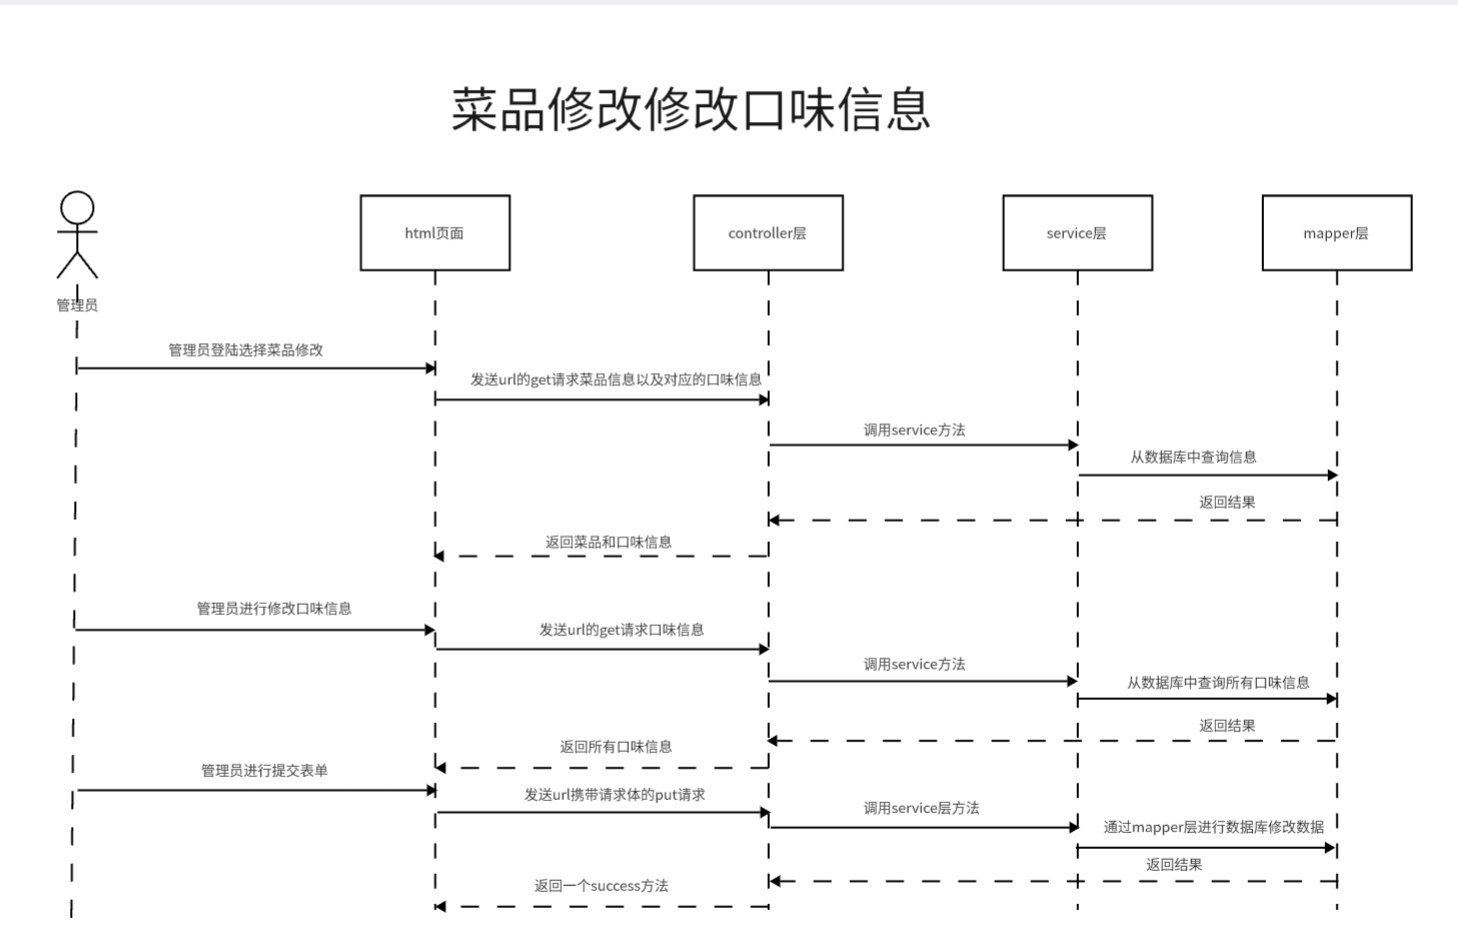 菜品修改修改口味信息
html页面
controller层
service层
mapper层
管理员
管理员登陆选择菜品修改
发送url的get请求菜品信息以及对应的口味信息
调用service方法
从数据库中查询信息
返回结果
返回菜品和口味信息
管理员进行修改口味信息
发送url的get请求口味信息
调用service方法
从数据库中查询所有口味信息
返回结果
返回所有口味信息
管理员进行提交表单
发送url携带请求体的put请求
调用service层方法
通过mapper层进行数据库修改数据
返回结果
返回一个success方法